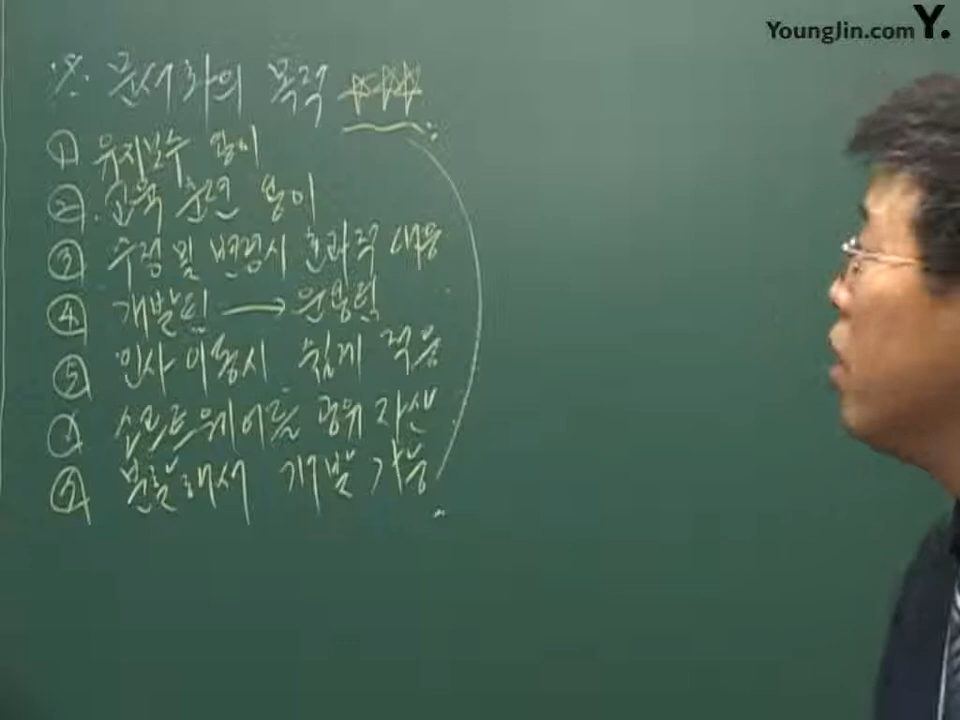 YoungJin.com Y.
※ 문서화의 목적 ☆☆☆
① 유지보수 용이
② 교육 훈련 용이
③ 수정 및 변경시 효과적 대응
④ 개발팀 → 운용팀
⑤ 인사 이동시 쉽게 적응
소프트웨어를 공유 자산
분할해서 개발 가능